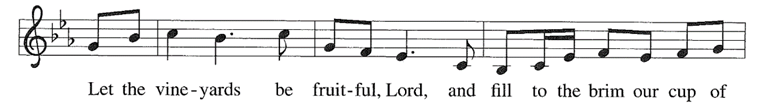 Let the vine-yards be fruit-ful, Lord, and fill to the brim our cup of